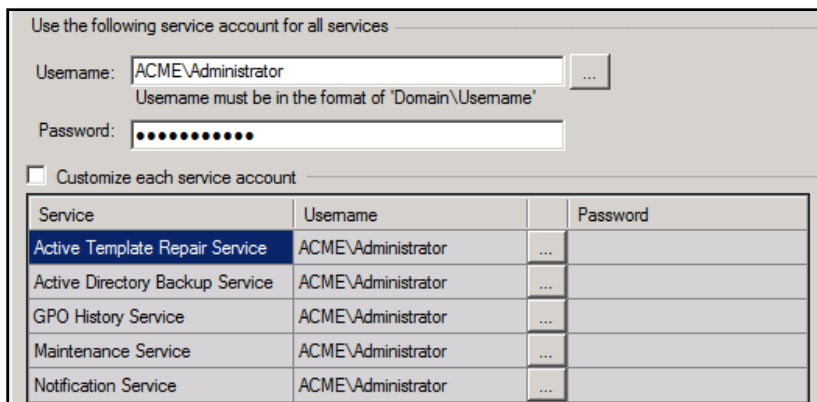 Use the following service account for all services
Username: ACME\Administrator ...
Username must be in the format of 'Domain\Username'
Password: ●●●●●●●●●●●
Customize each service account
Service Username Password
Active Template Repair Service ACME\Administrator ...
Active Directory Backup Service ACME\Administrator ...
GPO History Service ACME\Administrator ...
Maintenance Service ACME\Administrator ...
Notification Service ACME\Administrator ...